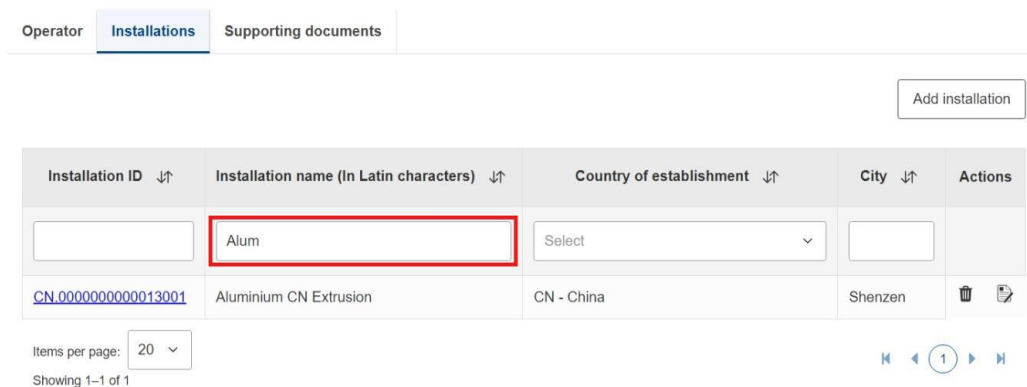 Operator Installations Supporting documents
Add installation
Installation ID Installation name (In Latin characters) Country of establishment City Actions
Alum Select
CN.0000000000013001 Aluminium CN Extrusion CN - China Shenzen
Items per page: 20
1
Showing 1–1 of 1